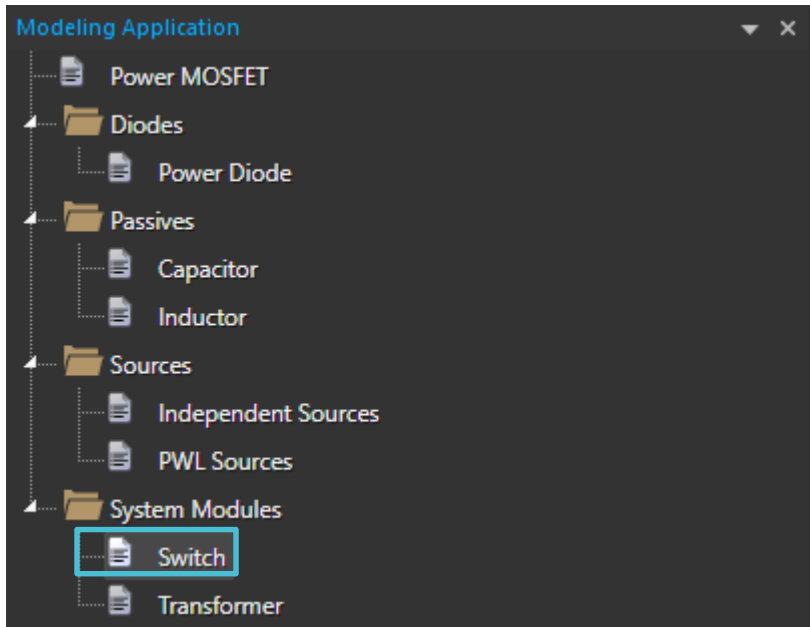 Modeling Application
Power MOSFET
Diodes
Power Diode
Passives
Capacitor
Inductor
Sources
Independent Sources
PWL Sources
System Modules
Switch
Transformer